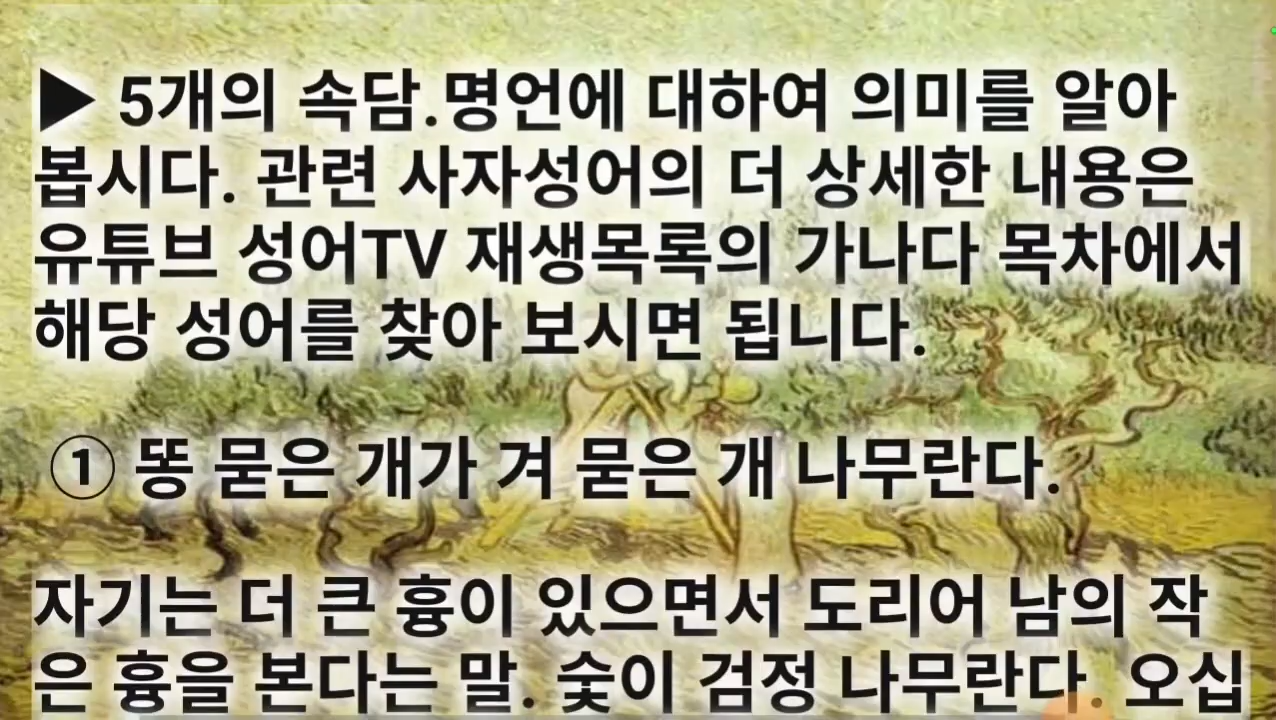 ▶ 5개의 속담.명언에 대하여 의미를 알아
봅시다. 관련 사자성어의 더 상세한 내용은
유튜브 성어TV 재생목록의 가나다 목차에서
해당 성어를 찾아 보시면 됩니다.
① 똥 묻은 개가 겨 묻은 개 나무란다.
자기는 더 큰 흉이 있으면서 도리어 남의 작
은 흉을 본다는 말. 숯이 검정 나무란다. 오십